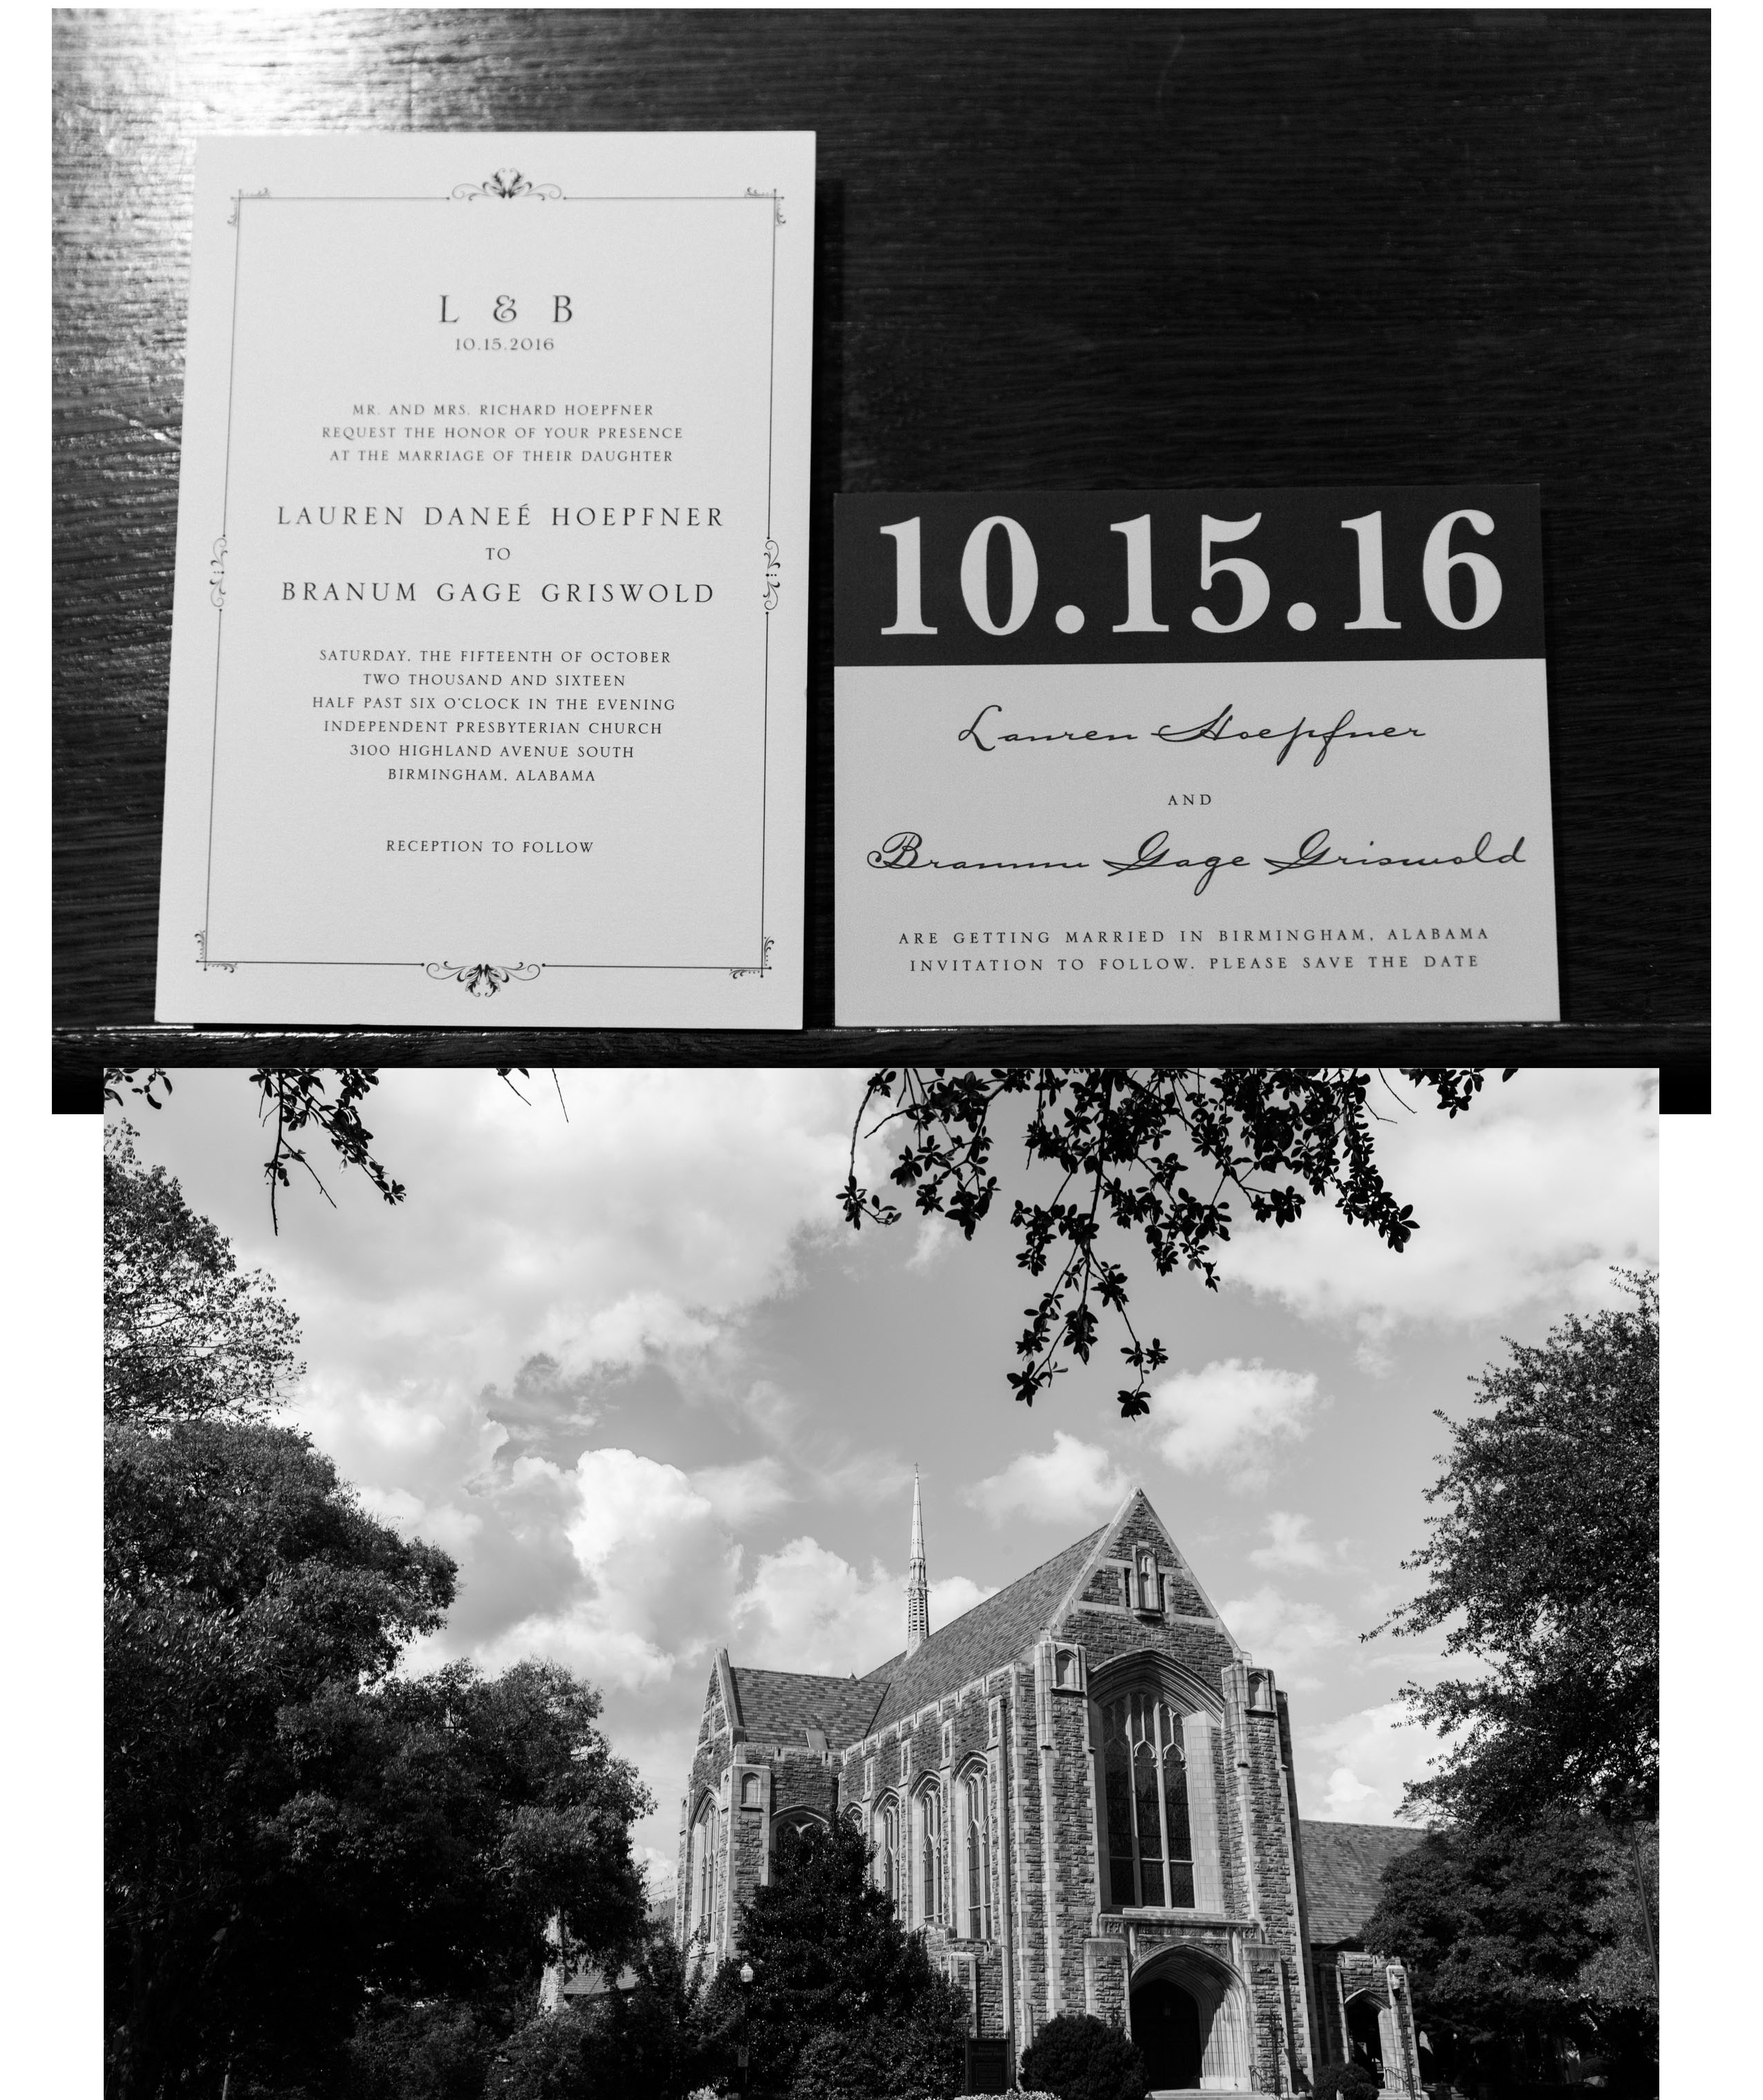 L & B
10.15.2016
MR. AND MRS. RICHARD HOEPFNER
REQUEST THE HONOR OF YOUR PRESENCE
AT THE MARRIAGE OF THEIR DAUGHTER
LAUREN DANEÉ HOEPFNER
TO
BRANUM GAGE GRISWOLD
SATURDAY, THE FIFTEENTH OF OCTOBER
TWO THOUSAND AND SIXTEEN
HALF PAST SIX O'CLOCK IN THE EVENING
INDEPENDENT PRESBYTERIAN CHURCH
3100 HIGHLAND AVENUE SOUTH
BIRMINGHAM, ALABAMA
RECEPTION TO FOLLOW
10.15.16
Lauren Hoepfner
AND
Branum Gage Griswold
ARE GETTING MARRIED IN BIRMINGHAM, ALABAMA
INVITATION TO FOLLOW. PLEASE SAVE THE DATE